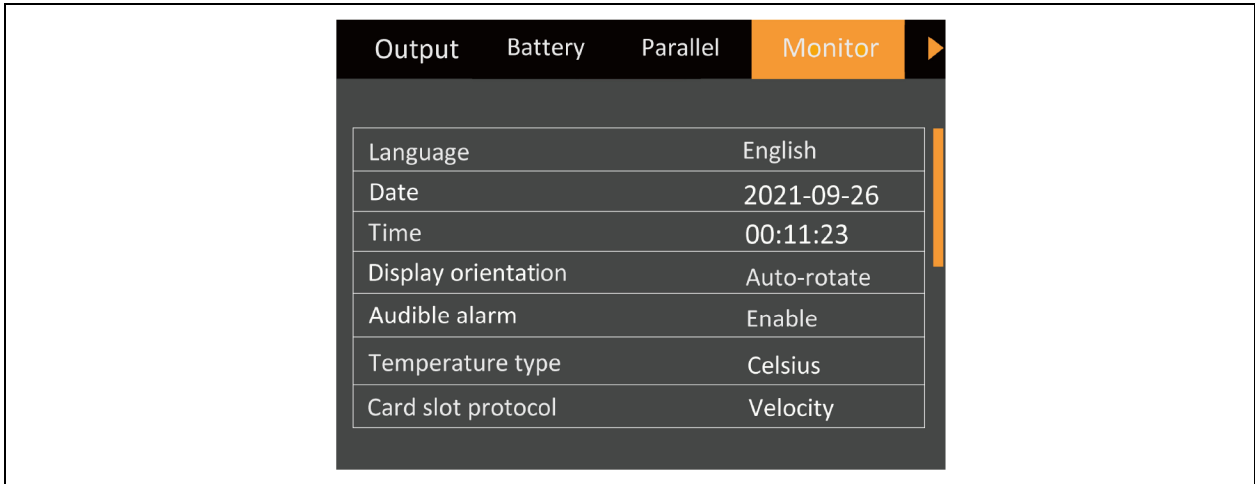 Output Battery Parallel Monitor
Language English
Date 2021-09-26
Time 00:11:23
Display orientation Auto-rotate
Audible alarm Enable
Temperature type Celsius
Card slot protocol Velocity